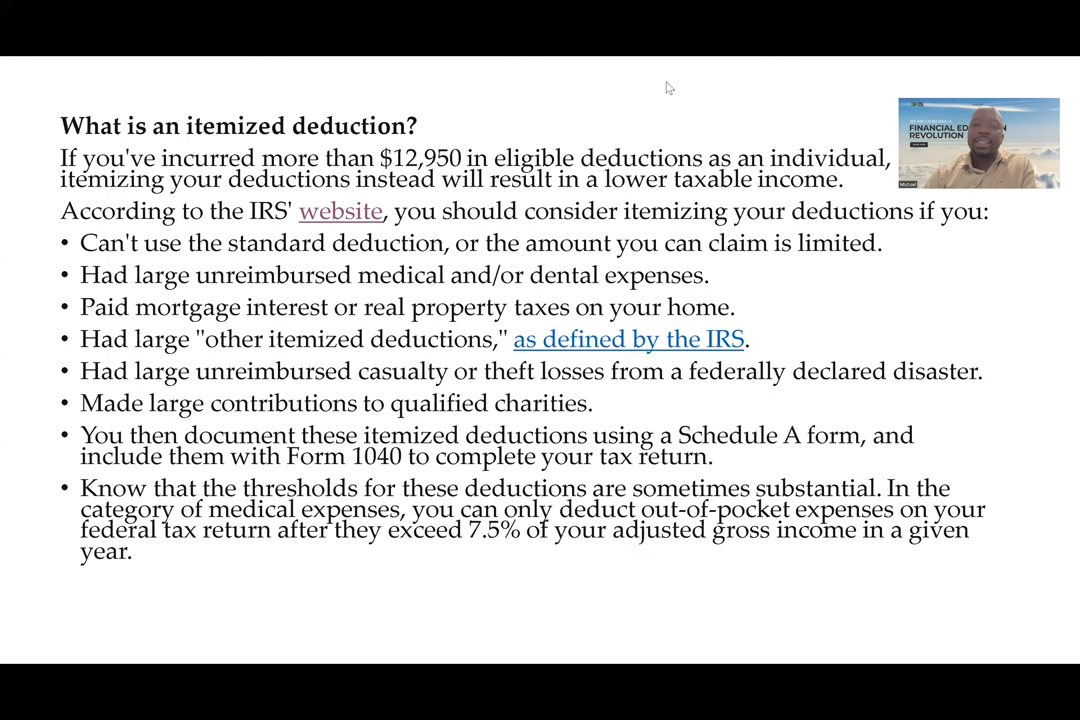 What is an itemized deduction?
If you've incurred more than $12,950 in eligible deductions as an individual,
itemizing your deductions instead will result in a lower taxable income.
According to the IRS' website, you should consider itemizing your deductions if you:
• Can't use the standard deduction, or the amount you can claim is limited.
• Had large unreimbursed medical and/or dental expenses.
• Paid mortgage interest or real property taxes on your home.
• Had large "other itemized deductions," as defined by the IRS.
• Had large unreimbursed casualty or theft losses from a federally declared disaster.
• Made large contributions to qualified charities.
• You then document these itemized deductions using a Schedule A form, and
include them with Form 1040 to complete your tax return.
• Know that the thresholds for these deductions are sometimes substantial. In the
category of medical expenses, you can only deduct out-of-pocket expenses on your
federal tax return after they exceed 7.5% of your adjusted gross income in a given
year.
WE ARE LAUNCHING A
FINANCIAL ED N
REVOLUTION
Michael